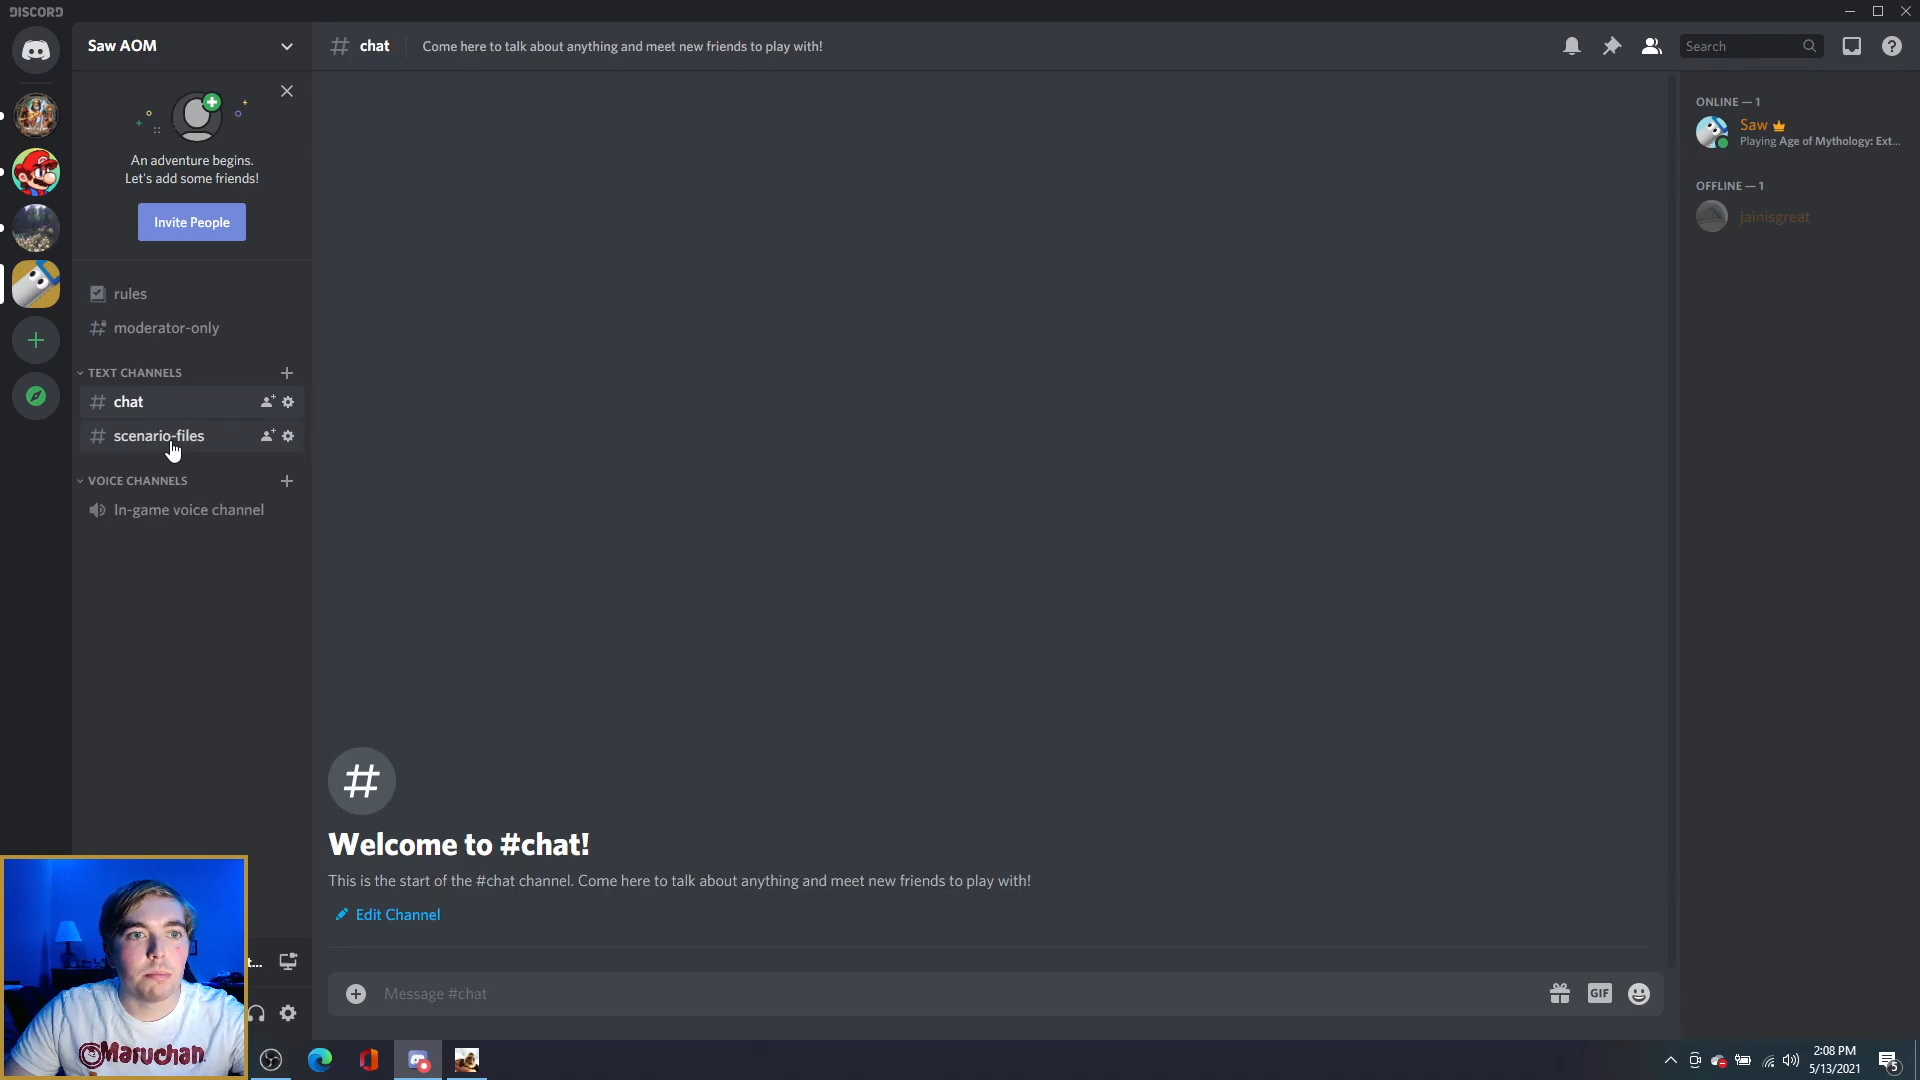 DISCORD
Saw AOM
chat
Come here to talk about anything and meet new friends to play with!
Search
An adventure begins.
Let's add some friends!
Invite People
rules
moderator-only
TEXT CHANNELS
chat
scenario-files
VOICE CHANNELS
In-game voice channel
ONLINE — 1
Saw
Playing Age of Mythology: Ext...
OFFLINE — 1
jainisgreat
Welcome to #chat!
This is the start of the #chat channel. Come here to talk about anything and meet new friends to play with!
Edit Channel
Message #chat
GIF
t...
Maruchan.
2:08 PM
5/13/2021
5